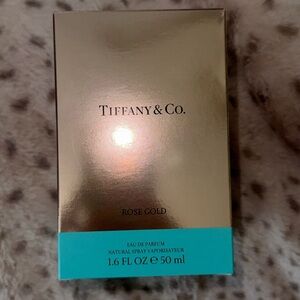 TIFFANY & CO.
ROSE GOLD
EAU DE PARFUM
NATURAL SPRAY VAPORISATEUR
1.6 FL OZ ℮ 50 ml